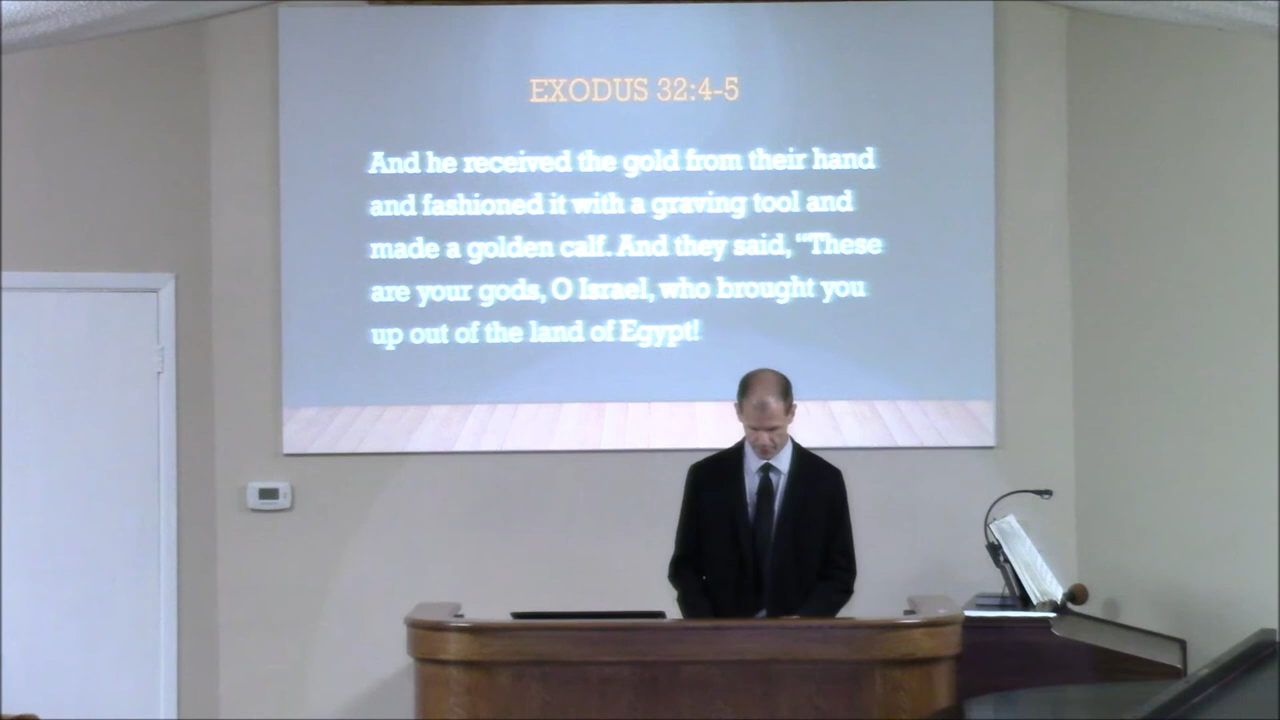 EXODUS 32:4-5
And he received the gold from their hand
and fashioned it with a graving tool and
made a golden calf. And they said, "These
are your gods, O Israel, who brought you
up out of the land of Egypt!